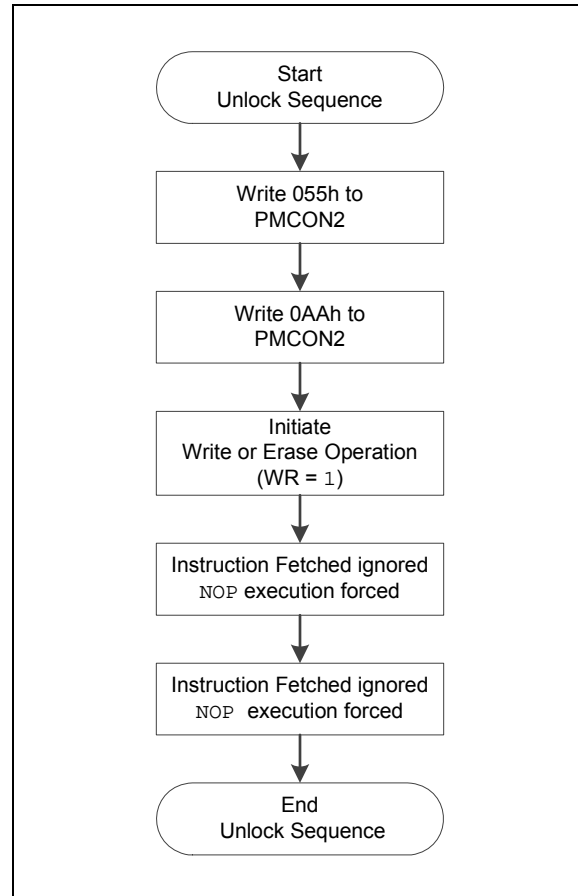 Start
Unlock Sequence
Write 055h to
PMCON2
Write 0AAh to
PMCON2
Initiate
Write or Erase Operation
(WR = 1)
Instruction Fetched ignored
NOP execution forced
Instruction Fetched ignored
NOP execution forced
End
Unlock Sequence